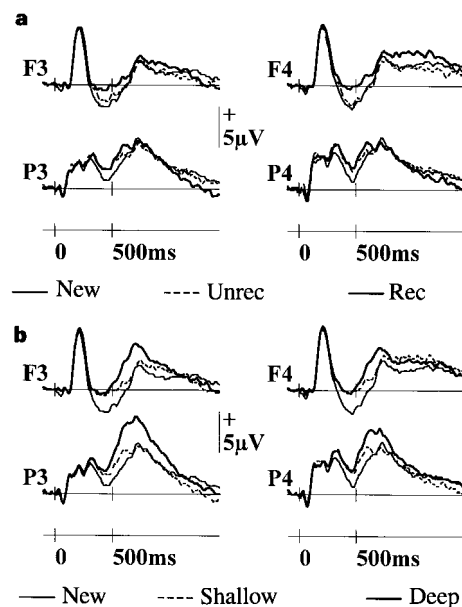 a
F3 F4
+
5μV
P3 P4
0 500ms 0 500ms
New Unrec Rec
b
F3 F4
+
5μV
P3 P4
0 500ms 0 500ms
New Shallow Deep